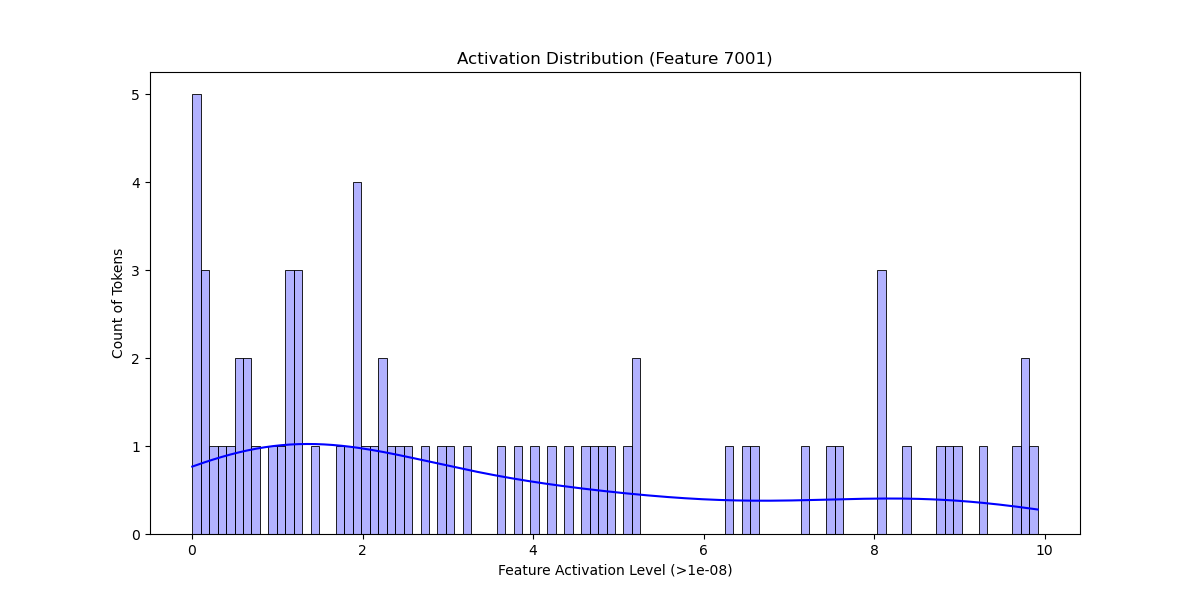 Activation Distribution (Feature 7001)
Count of Tokens
5
4
3
2
1
0
0 2 4 6 8 10
Feature Activation Level (>1e-08)